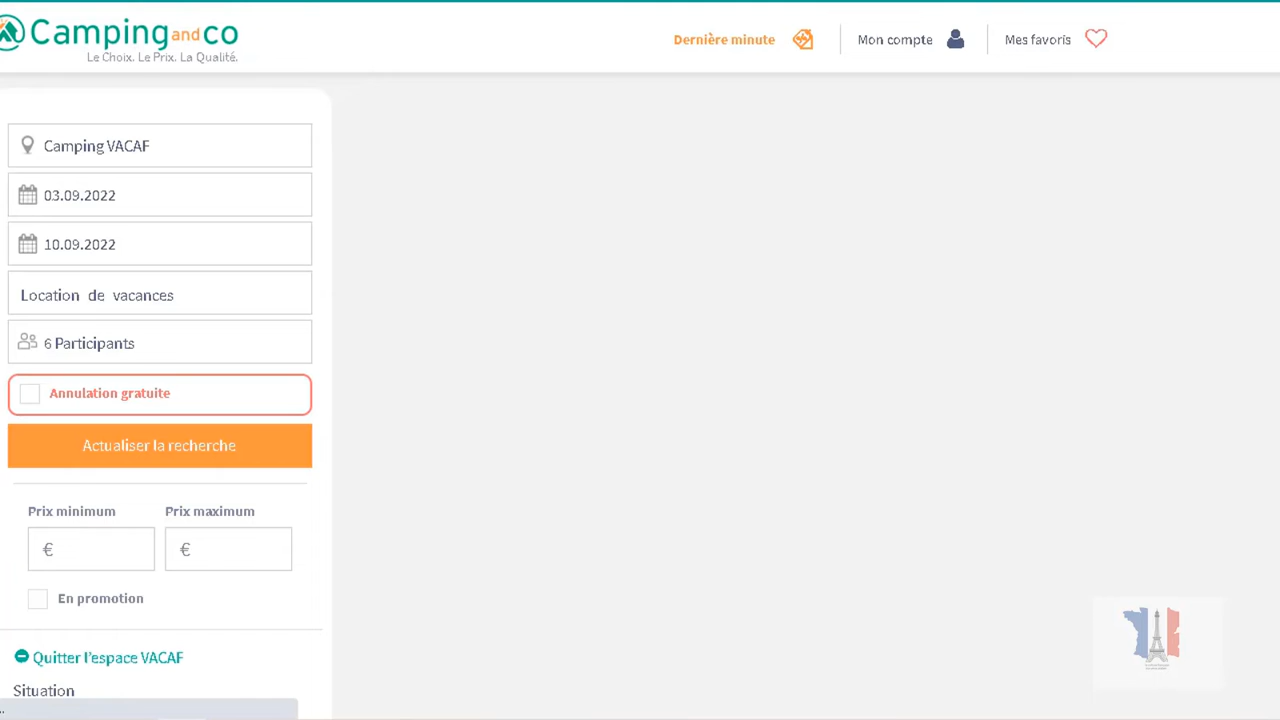 Camping and co
Le Choix. Le Prix. La Qualité.
Dernière minute
Mon compte
Mes favoris
Camping VACAF
03.09.2022
10.09.2022
Location de vacances
6 Participants
Annulation gratuite
Actualiser la recherche
Prix minimum
Prix maximum
€
€
En promotion
Quitter l'espace VACAF
Situation
..